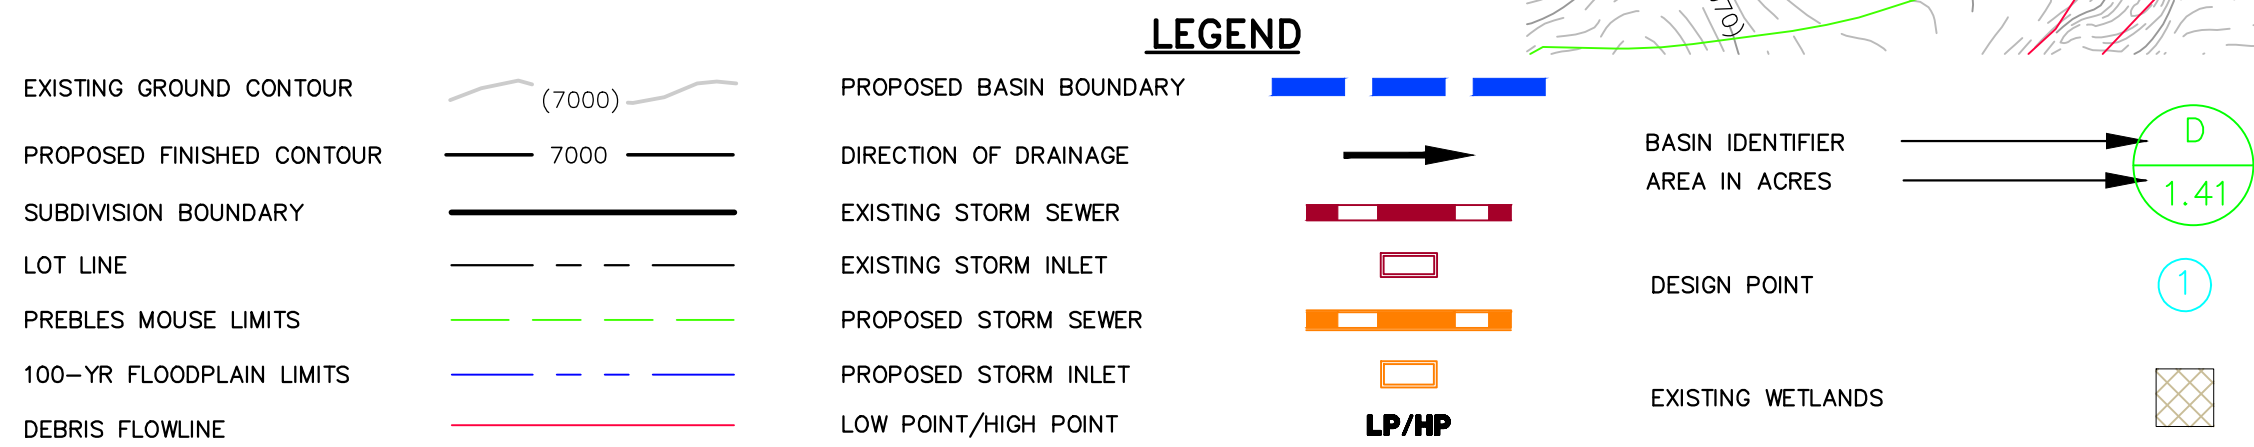 LEGEND
EXISTING GROUND CONTOUR (7000)
PROPOSED FINISHED CONTOUR 7000
SUBDIVISION BOUNDARY
LOT LINE
PREBLES MOUSE LIMITS
100-YR FLOODPLAIN LIMITS
DEBRIS FLOWLINE
PROPOSED BASIN BOUNDARY
DIRECTION OF DRAINAGE
EXISTING STORM SEWER
EXISTING STORM INLET
PROPOSED STORM SEWER
PROPOSED STORM INLET
LOW POINT/HIGH POINT LP/HP
BASIN IDENTIFIER D
AREA IN ACRES 1.41
DESIGN POINT 1
EXISTING WETLANDS